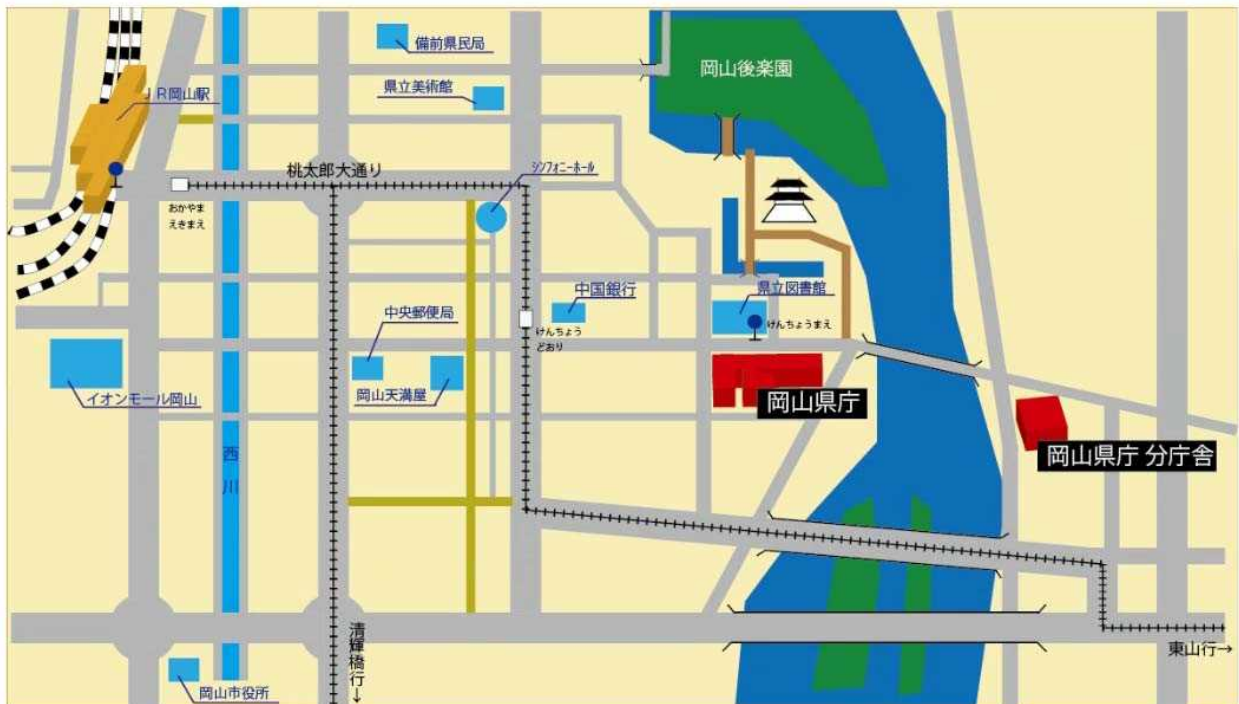 備前県民局
岡山後楽園
県立美術館
ＪＲ岡山駅
桃太郎大通り
ｼﾝﾌｫﾆｰﾎｰﾙ
おかやま
えきまえ
中国銀行
県立図書館
中央郵便局
けんちょう
どおり
けんちょうまえ
イオンモール岡山
岡山天満屋
岡山県庁
西川
岡山県庁 分庁舎
清輝橋行↓
東山行→
岡山市役所